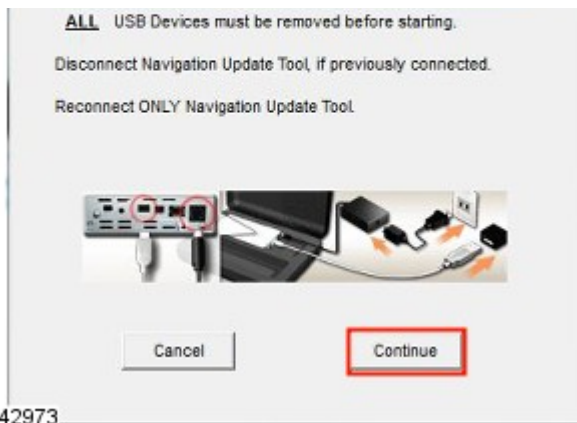 ALL USB Devices must be removed before starting.
Disconnect Navigation Update Tool, if previously connected.
Reconnect ONLY Navigation Update Tool.
Cancel
Continue
42973